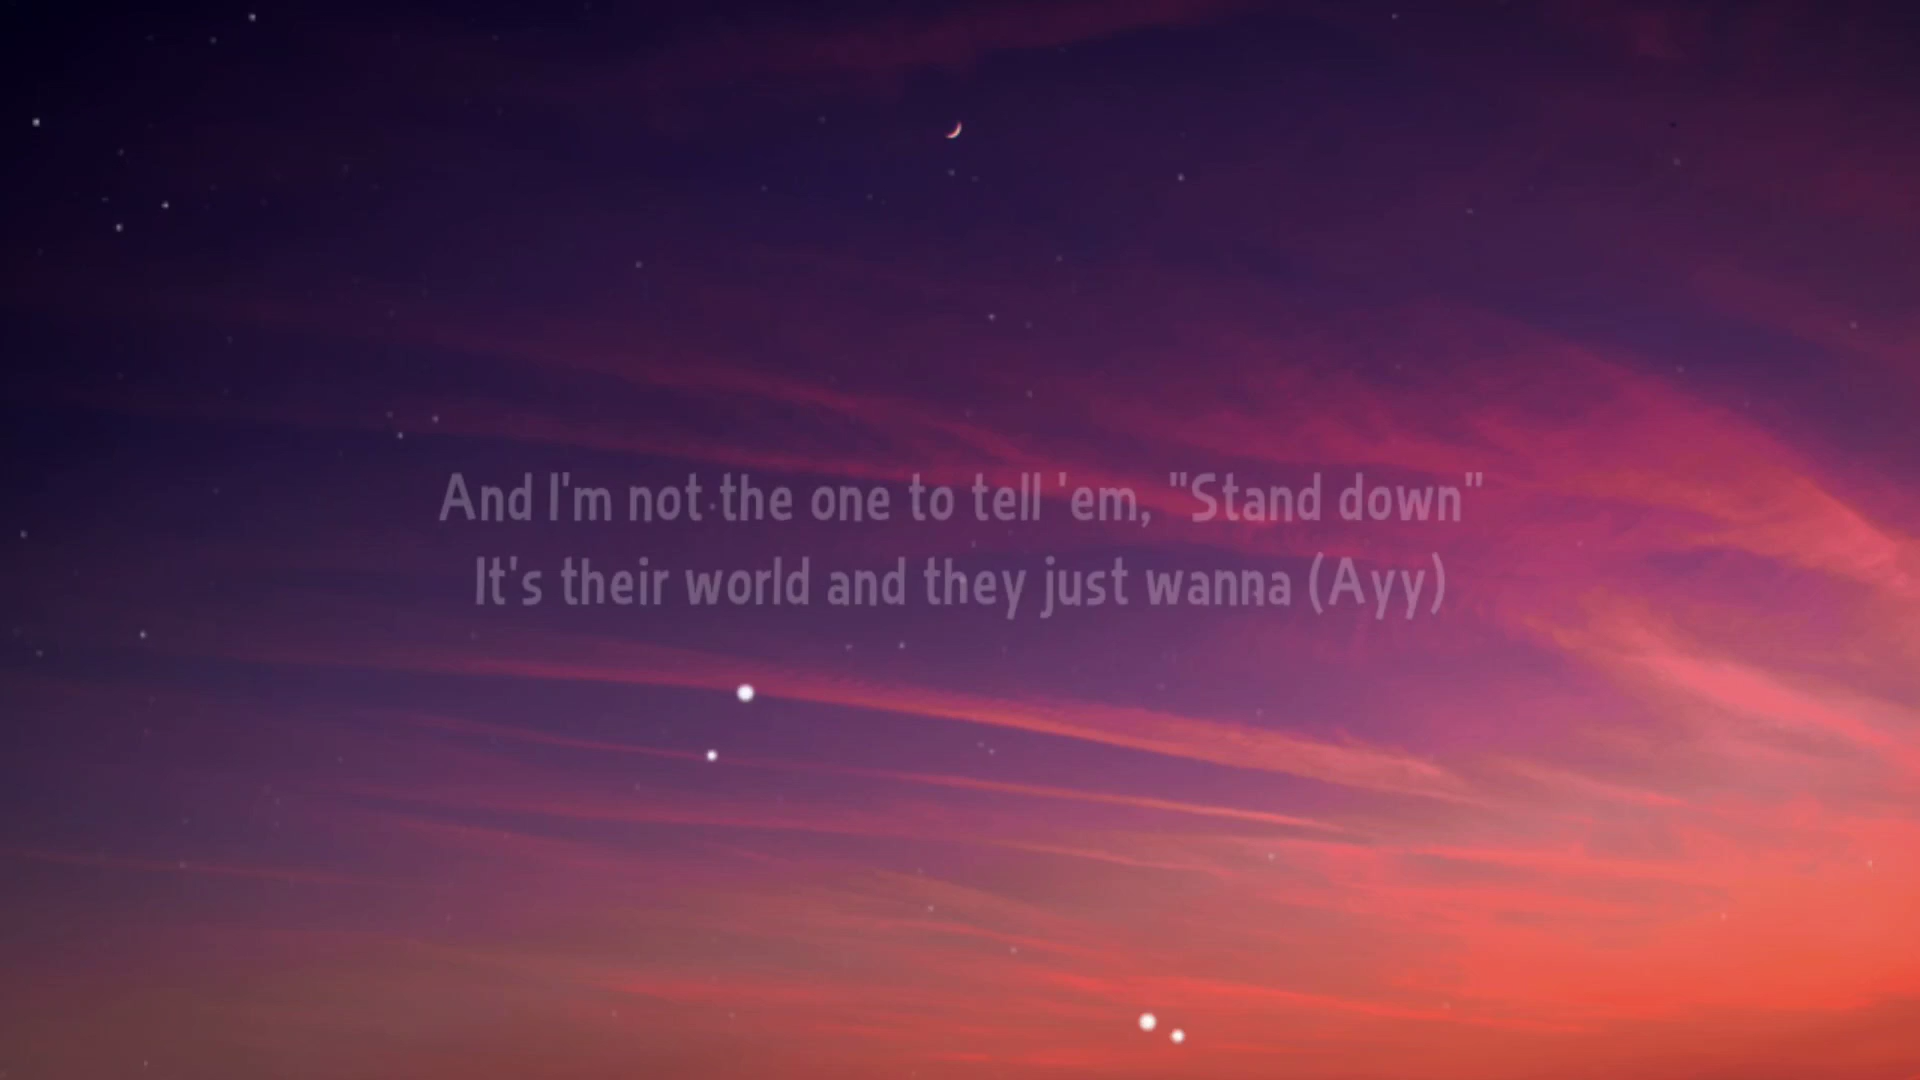 And I'm not the one to tell 'em, "Stand down"
It's their world and they just wanna (Ayy)